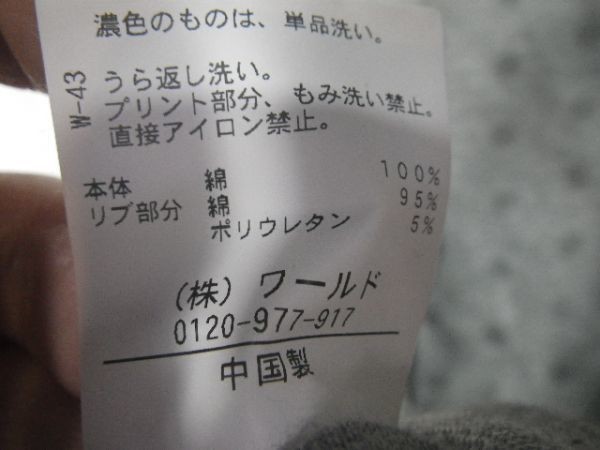 濃色のものは、単品洗い。
W-43
うら返し洗い。
プリント部分、もみ洗い禁止。
直接アイロン禁止。
本体 綿 100%
リブ部分 綿 95%
ポリウレタン 5%
(株) ワールド
0120-977-917
中国製